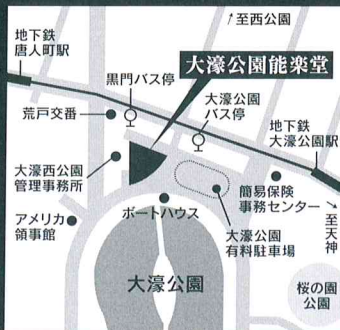 ↗至西公園
地下鉄
唐人町駅
大濠公園能楽堂
黒門バス停
荒戸交番
大濠公園
バス停
地下鉄
大濠公園駅
大濠西公園
管理事務所
簡易保険
事務センター
↘至天神
ボートハウス
アメリカ
領事館
大濠公園
有料駐車場
大濠公園
桜の園
公園